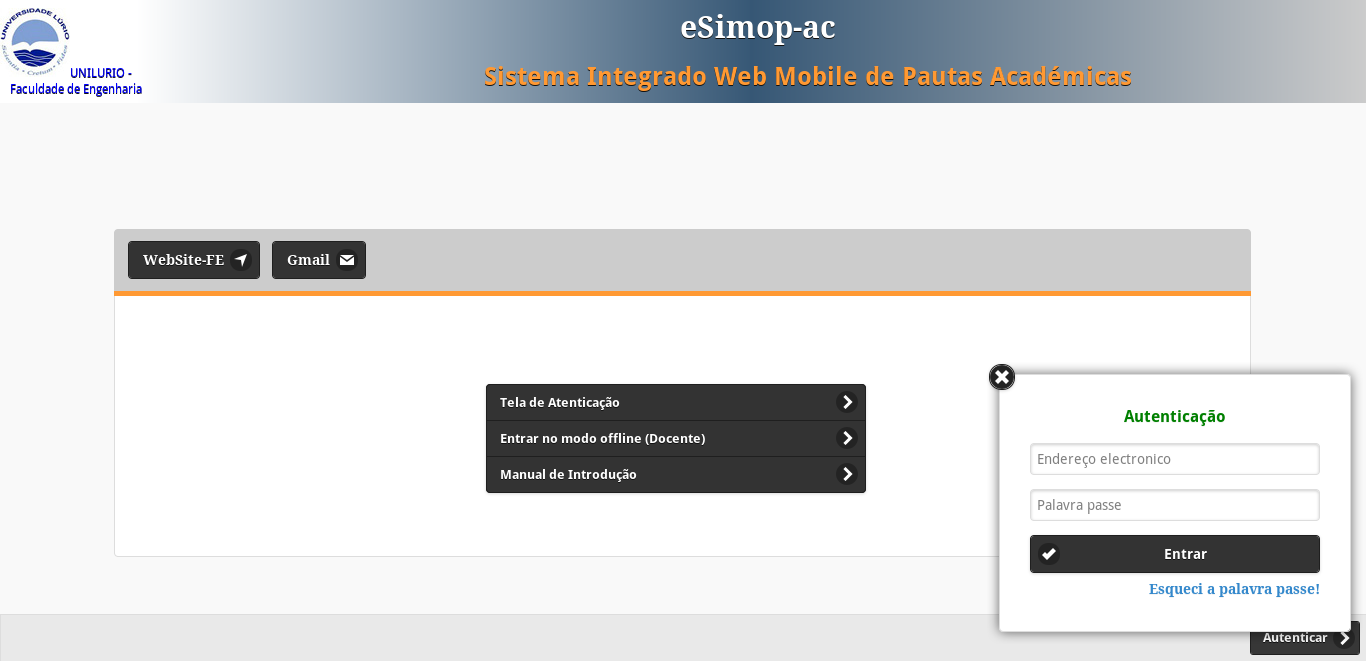 UNIVERSIDADE LÚRIO
Scientia - Cretum - Fides
UNILURIO -
Faculdade de Engenharia
eSimop-ac
Sistema Integrado Web Mobile de Pautas Académicas
WebSite-FE
Gmail
Tela de Atenticação
Entrar no modo offline (Docente)
Manual de Introdução
Autenticação
Endereço electronico
Palavra passe
Entrar
Esqueci a palavra passe!
Autenticar